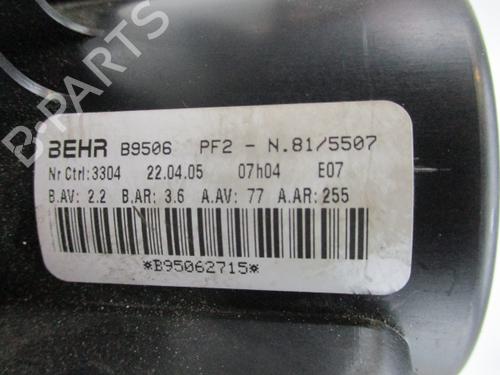 BEHR B9506 PF2 - N.81/5507
Nr Ctrl:3304 22.04.05 07h04 E07
B.AV: 2.2 B.AR: 3.6 A.AV: 77 A.AR: 255
*B95062715*
B-PARTS